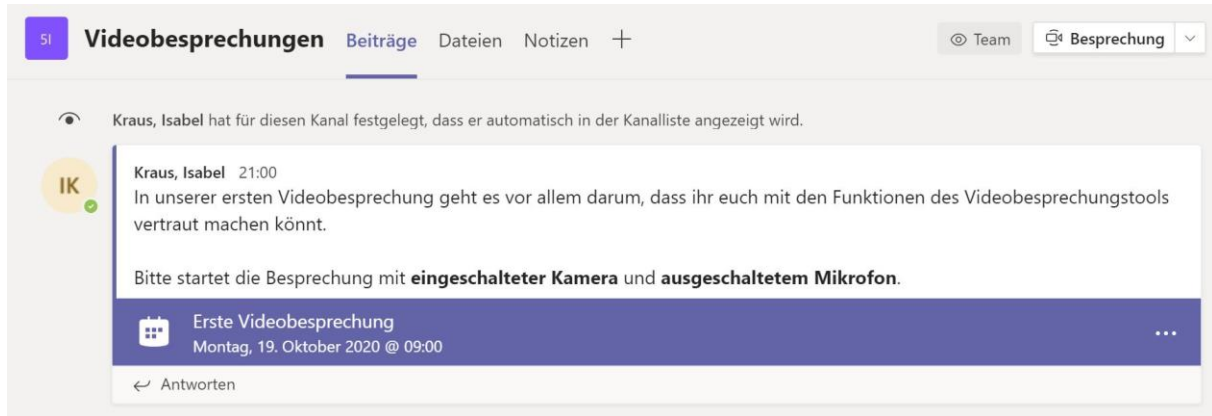 5I
Videobesprechungen Beiträge Dateien Notizen
Team Besprechung
Kraus, Isabel hat für diesen Kanal festgelegt, dass er automatisch in der Kanalliste angezeigt wird.
IK
Kraus, Isabel 21:00
In unserer ersten Videobesprechung geht es vor allem darum, dass ihr euch mit den Funktionen des Videobesprechungstools
vertraut machen könnt.
Bitte startet die Besprechung mit eingeschalteter Kamera und ausgeschaltetem Mikrofon.
Erste Videobesprechung
Montag, 19. Oktober 2020 @ 09:00
Antworten